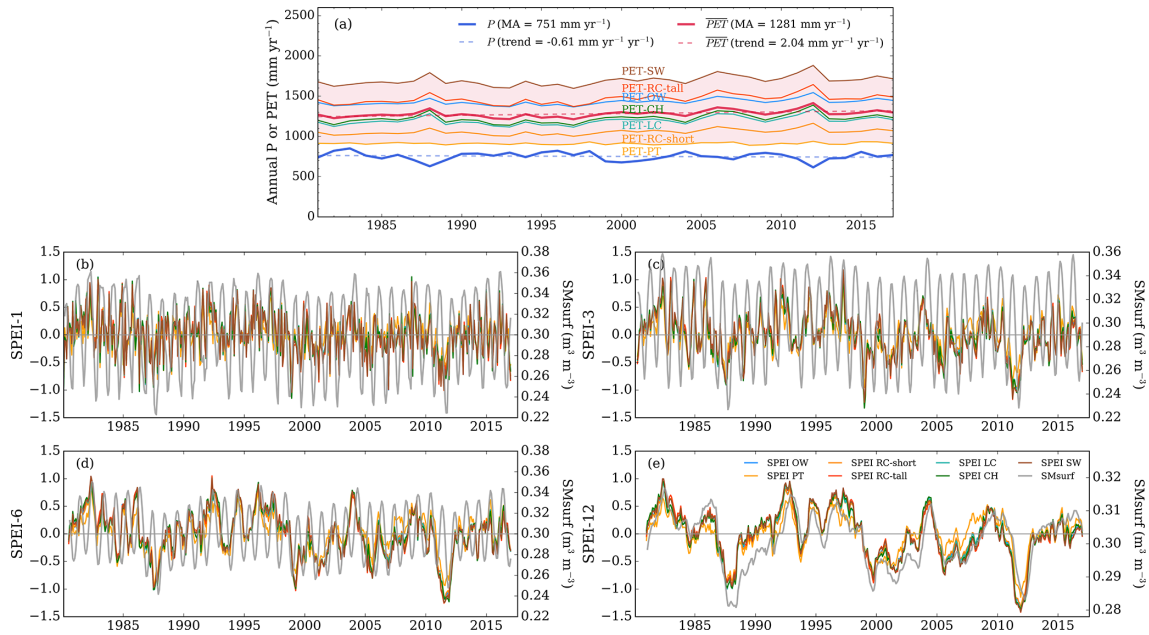 (a)
P (MA = 751 mm yr⁻¹)
PET (MA = 1281 mm yr⁻¹)
P (trend = -0.61 mm yr⁻¹ yr⁻¹)
PET (trend = 2.04 mm yr⁻¹ yr⁻¹)
Annual P or PET (mm yr⁻¹)
2500
2000
1500
1000
500
0
PET-SW
PET-RC-tall
PET-OW
PET-CH
PET-LC
PET-RC-short
PET-PT
1985 1990 1995 2000 2005 2010 2015
(b)
SPEI-1
1.5
1.0
0.5
0.0
−0.5
−1.0
−1.5
0.38
0.36
0.34
0.32
0.30
0.28
0.26
0.24
0.22
SMsurf (m³ m⁻³)
1985 1990 1995 2000 2005 2010 2015
(c)
SPEI-3
1.5
1.0
0.5
0.0
−0.5
−1.0
−1.5
0.36
0.34
0.32
0.30
0.28
0.26
0.24
0.22
SMsurf (m³ m⁻³)
1985 1990 1995 2000 2005 2010 2015
(d)
SPEI-6
1.5
1.0
0.5
0.0
−0.5
−1.0
−1.5
0.38
0.36
0.34
0.32
0.30
0.28
0.26
0.24
0.22
SMsurf (m³ m⁻³)
1985 1990 1995 2000 2005 2010 2015
(e)
SPEI OW SPEI RC-short SPEI LC SPEI SW
SPEI PT SPEI RC-tall SPEI CH SMsurf
SPEI-12
1.5
1.0
0.5
0.0
−0.5
−1.0
−1.5
0.32
0.31
0.30
0.29
0.28
SMsurf (m³ m⁻³)
1985 1990 1995 2000 2005 2010 2015